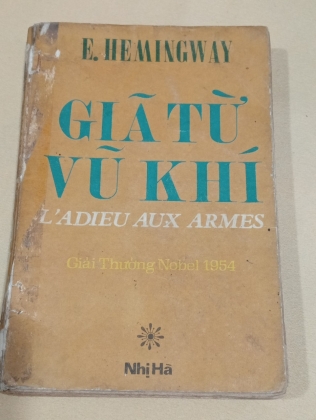 E. HEMINGWAY
GIÃ TỪ
VŨ KHÍ
L'ADIEU AUX ARMES
Giải Thưởng Nobel 1954
Nhị Hà